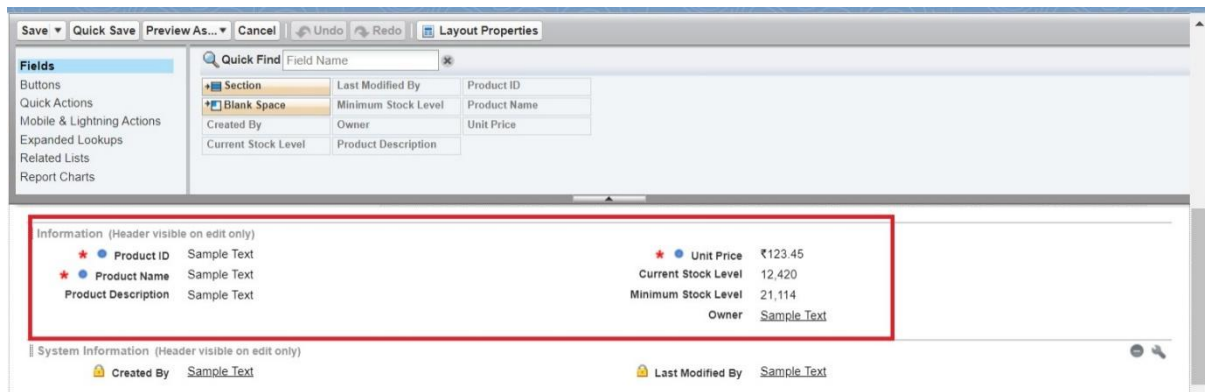 Save ▼ Quick Save Preview As... ▼ Cancel Undo Redo Layout Properties
Fields
Buttons
Quick Actions
Mobile & Lightning Actions
Expanded Lookups
Related Lists
Report Charts
Quick Find Field Name
Section Last Modified By Product ID
Blank Space Minimum Stock Level Product Name
Created By Owner Unit Price
Current Stock Level Product Description
Information (Header visible on edit only)
* Product ID Sample Text * Unit Price ₹123.45
* Product Name Sample Text Current Stock Level 12,420
Product Description Sample Text Minimum Stock Level 21,114
Owner Sample Text
System Information (Header visible on edit only)
Created By Sample Text Last Modified By Sample Text